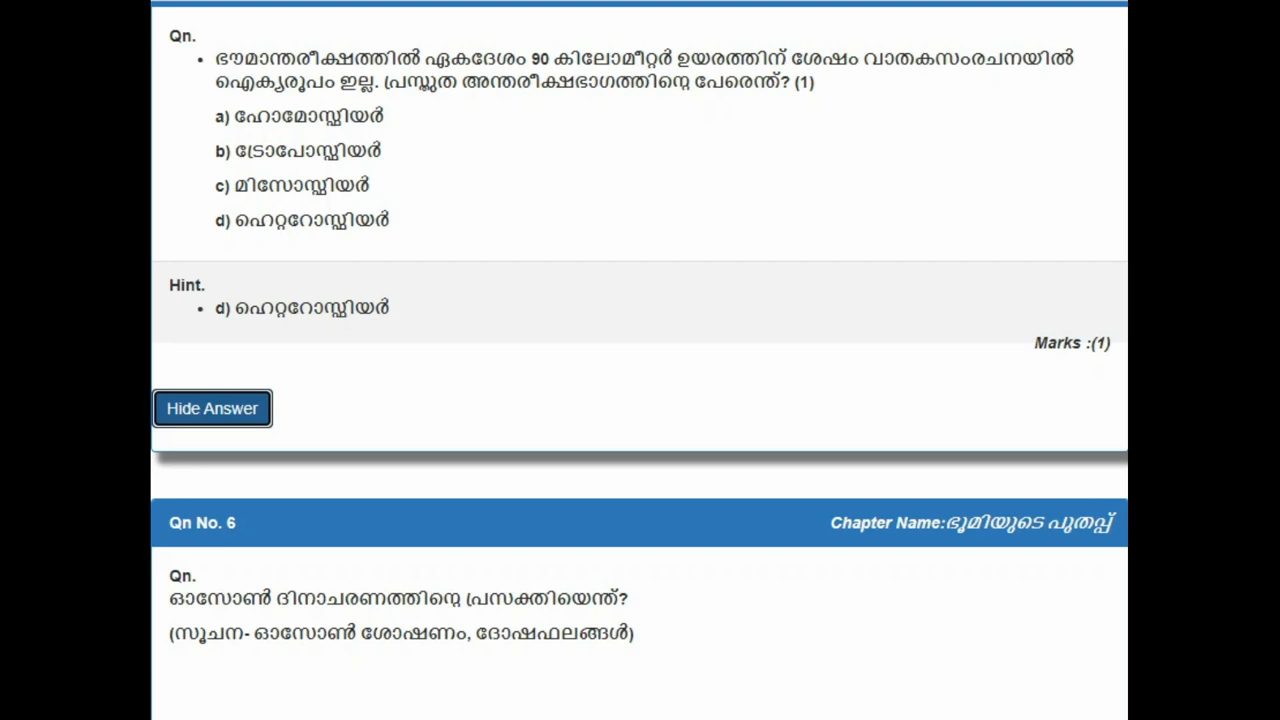 Qn.
• ഭൗമാന്തരീക്ഷത്തിൽ ഏകദേശം 90 കിലോമീറ്റർ ഉയരത്തിന് ശേഷം വാതകസംരചനയിൽ
ഐക്യരൂപം ഇല്ല. പ്രസ്തുത അന്തരീക്ഷഭാഗത്തിന്റെ പേരെന്ത്? (1)
a) ഹോമോസ്ഫിയർ
b) ട്രോപോസ്ഫിയർ
c) മിസോസ്ഫിയർ
d) ഹെറ്ററോസ്ഫിയർ
Hint.
• d) ഹെറ്ററോസ്ഫിയർ
Marks :(1)
Hide Answer
Qn No. 6 Chapter Name:ഭൂമിയുടെ പുതപ്പ്
Qn.
ഓസോൺ ദിനാചരണത്തിന്റെ പ്രസക്തിയെന്ത്?
(സൂചന- ഓസോൺ ശോഷണം, ദോഷഫലങ്ങൾ)